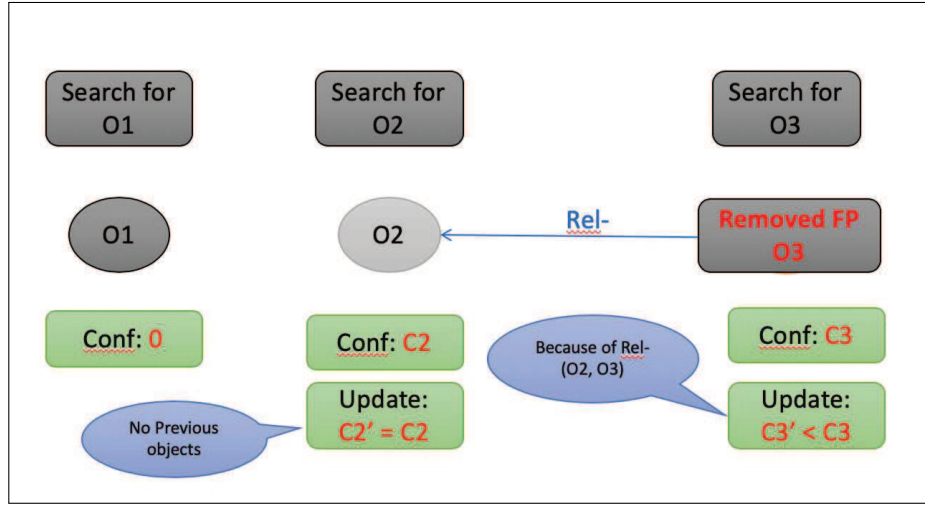 Search for
O1
Search for
O2
Search for
O3
O1
O2
Rel-
Removed FP
O3
Conf: 0
Conf: C2
Because of Rel-
(O2, O3)
Conf: C3
No Previous
objects
Update:
C2′ = C2
Update:
C3′ < C3